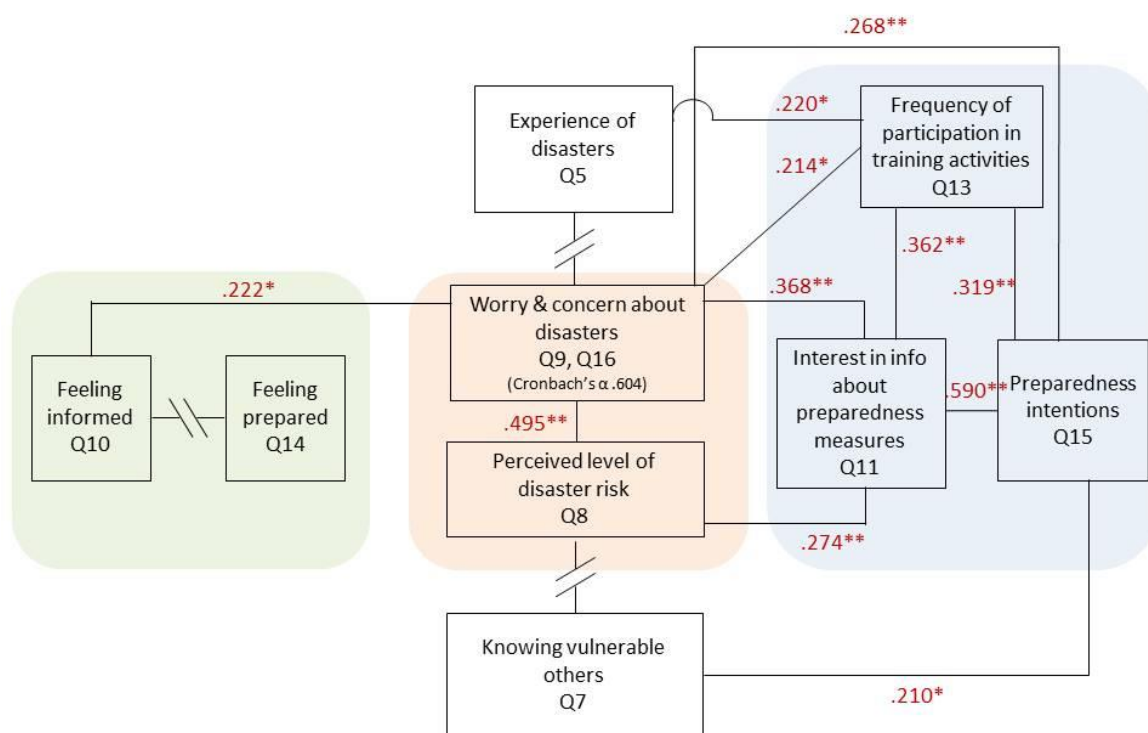 .268**
Experience of
disasters
Q5
.220*
Frequency of
participation in
training activities
Q13
.214*
.362**
.319**
.222*
Worry & concern about
disasters
Q9, Q16
(Cronbach's α .604)
.368**
Feeling
informed
Q10
Feeling
prepared
Q14
Interest in info
about
preparedness
measures
Q11
.590**
Preparedness
intentions
Q15
.495**
Perceived level of
disaster risk
Q8
.274**
Knowing vulnerable
others
Q7
.210*